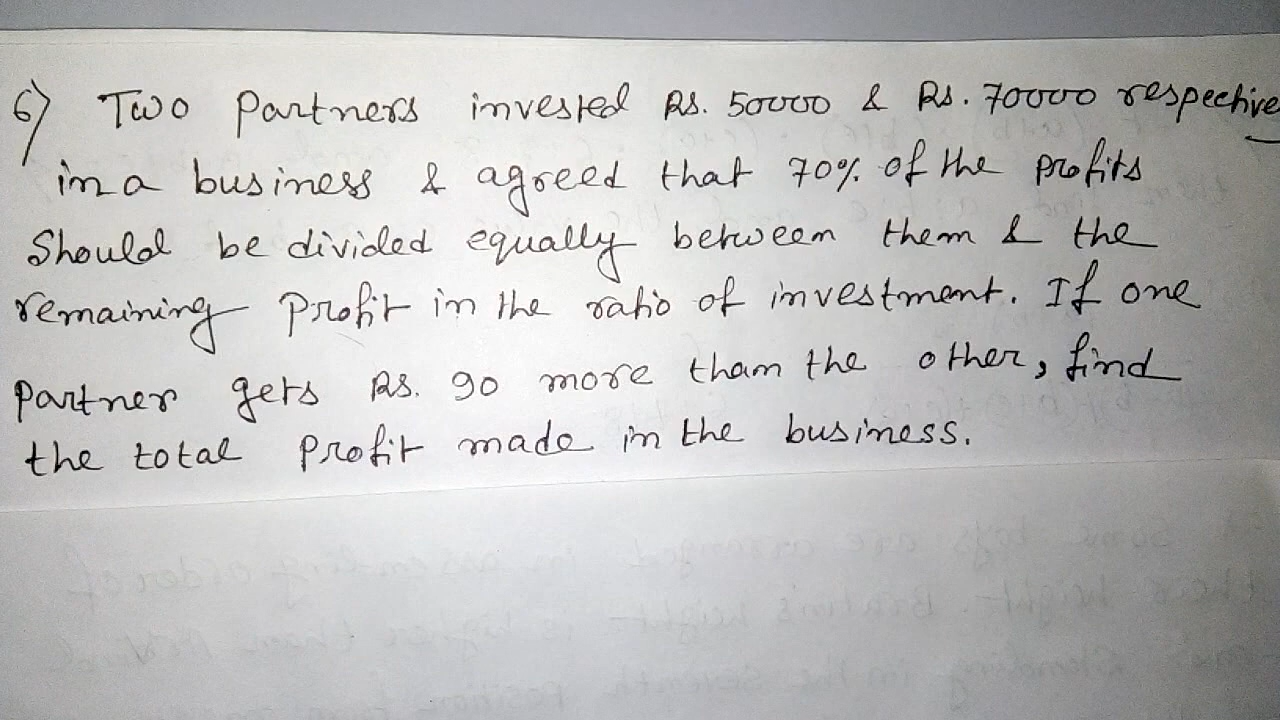 6) Two Partners invested Rs. 50000 & Rs. 70000 respective
in a business & agreed that 70% of the profits
Should be divided equally between them & the
remaining Profit in the ratio of investment. If one
Partner gets Rs. 90 more than the other, find
the total Profit made in the business.